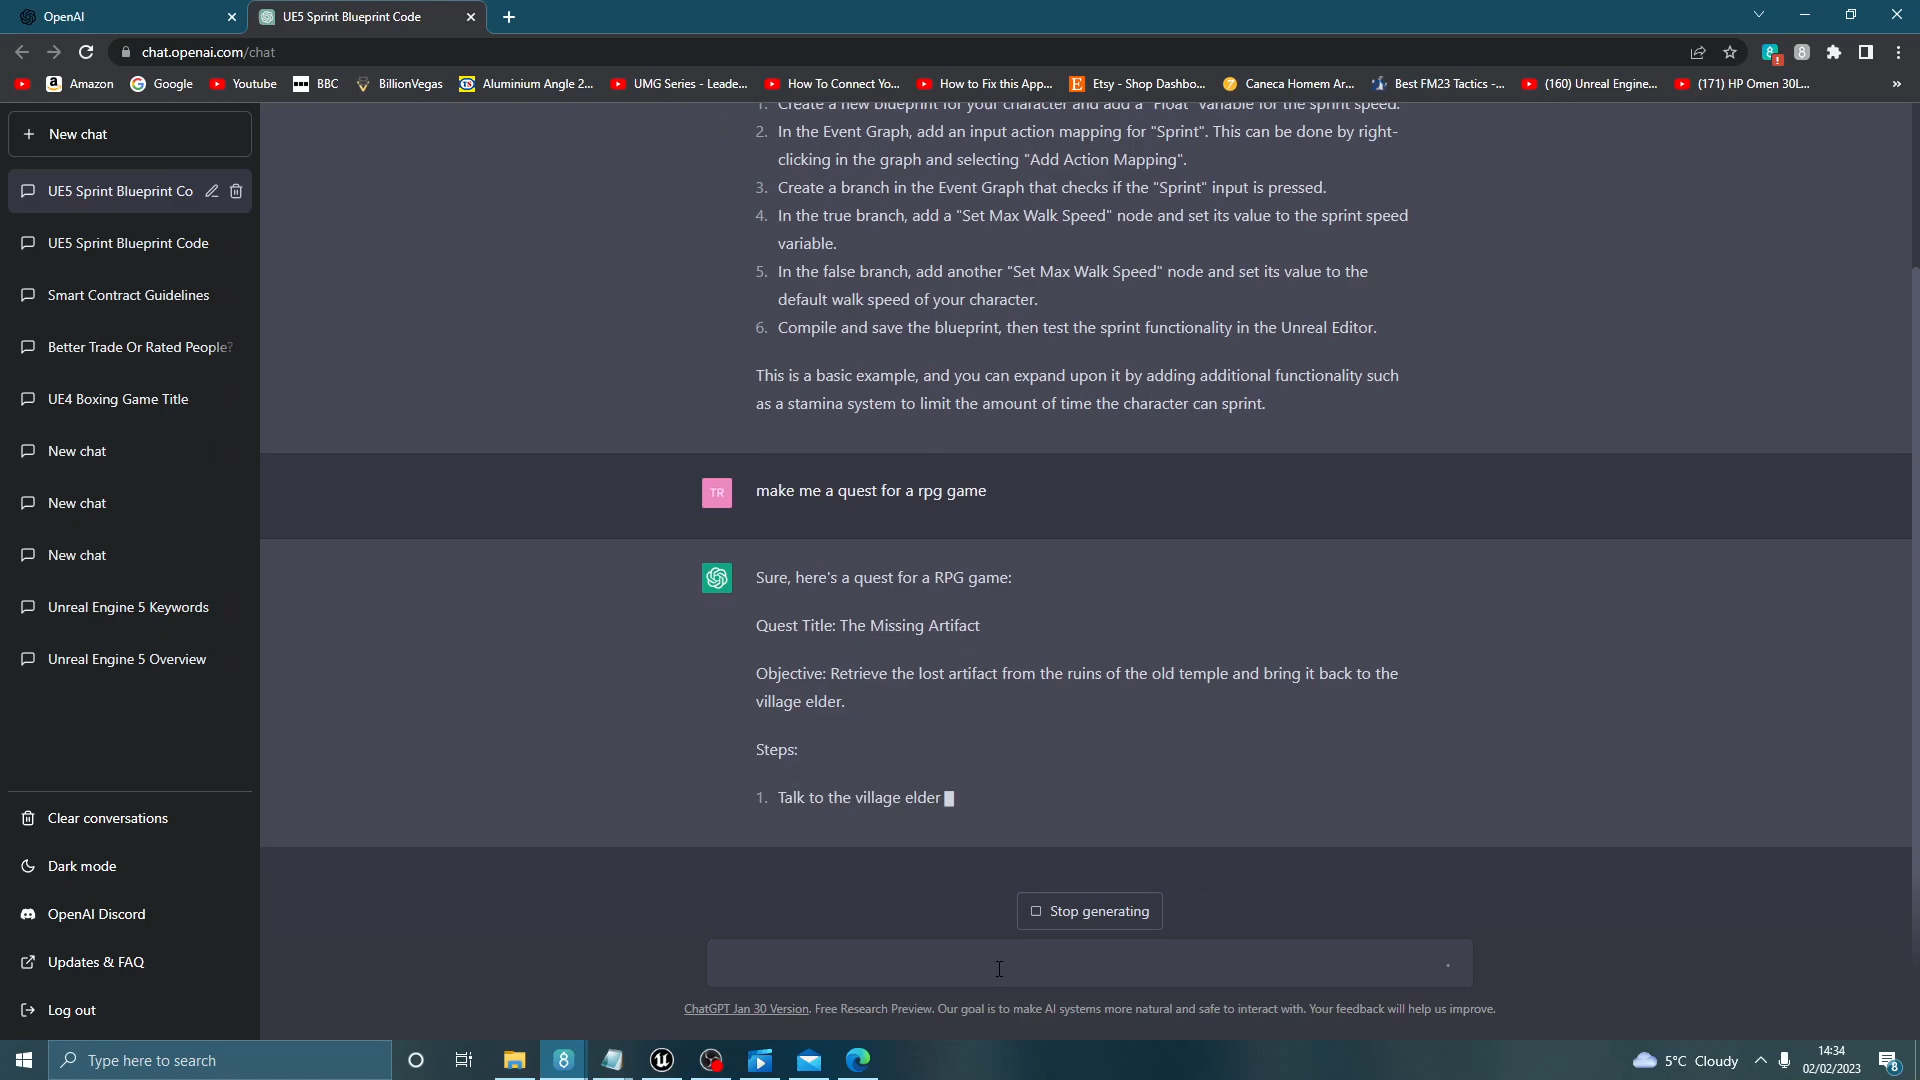 OpenAI
UE5 Sprint Blueprint Code
chat.openai.com/chat
Amazon
Google
Youtube
BBC
BillionVegas
Aluminium Angle 2...
UMG Series - Leade...
How To Connect Yo...
How to Fix this App...
Etsy - Shop Dashbo...
Caneca Homem Ar...
Best FM23 Tactics -...
(160) Unreal Engine...
(171) HP Omen 30L...
New chat
UE5 Sprint Blueprint Co
UE5 Sprint Blueprint Code
Smart Contract Guidelines
Better Trade Or Rated People?
UE4 Boxing Game Title
New chat
New chat
New chat
Unreal Engine 5 Keywords
Unreal Engine 5 Overview
Clear conversations
Dark mode
OpenAI Discord
Updates & FAQ
Log out
1. Create a new blueprint for your character and add a "Float" variable for the sprint speed.
2. In the Event Graph, add an input action mapping for "Sprint". This can be done by right-
clicking in the graph and selecting "Add Action Mapping".
3. Create a branch in the Event Graph that checks if the "Sprint" input is pressed.
4. In the true branch, add a "Set Max Walk Speed" node and set its value to the sprint speed
variable.
5. In the false branch, add another "Set Max Walk Speed" node and set its value to the
default walk speed of your character.
6. Compile and save the blueprint, then test the sprint functionality in the Unreal Editor.
This is a basic example, and you can expand upon it by adding additional functionality such
as a stamina system to limit the amount of time the character can sprint.
TR
make me a quest for a rpg game
Sure, here's a quest for a RPG game:
Quest Title: The Missing Artifact
Objective: Retrieve the lost artifact from the ruins of the old temple and bring it back to the
village elder.
Steps:
1. Talk to the village elder
Stop generating
ChatGPT Jan 30 Version. Free Research Preview. Our goal is to make AI systems more natural and safe to interact with. Your feedback will help us improve.
Type here to search
5°C Cloudy
14:34
02/02/2023
8